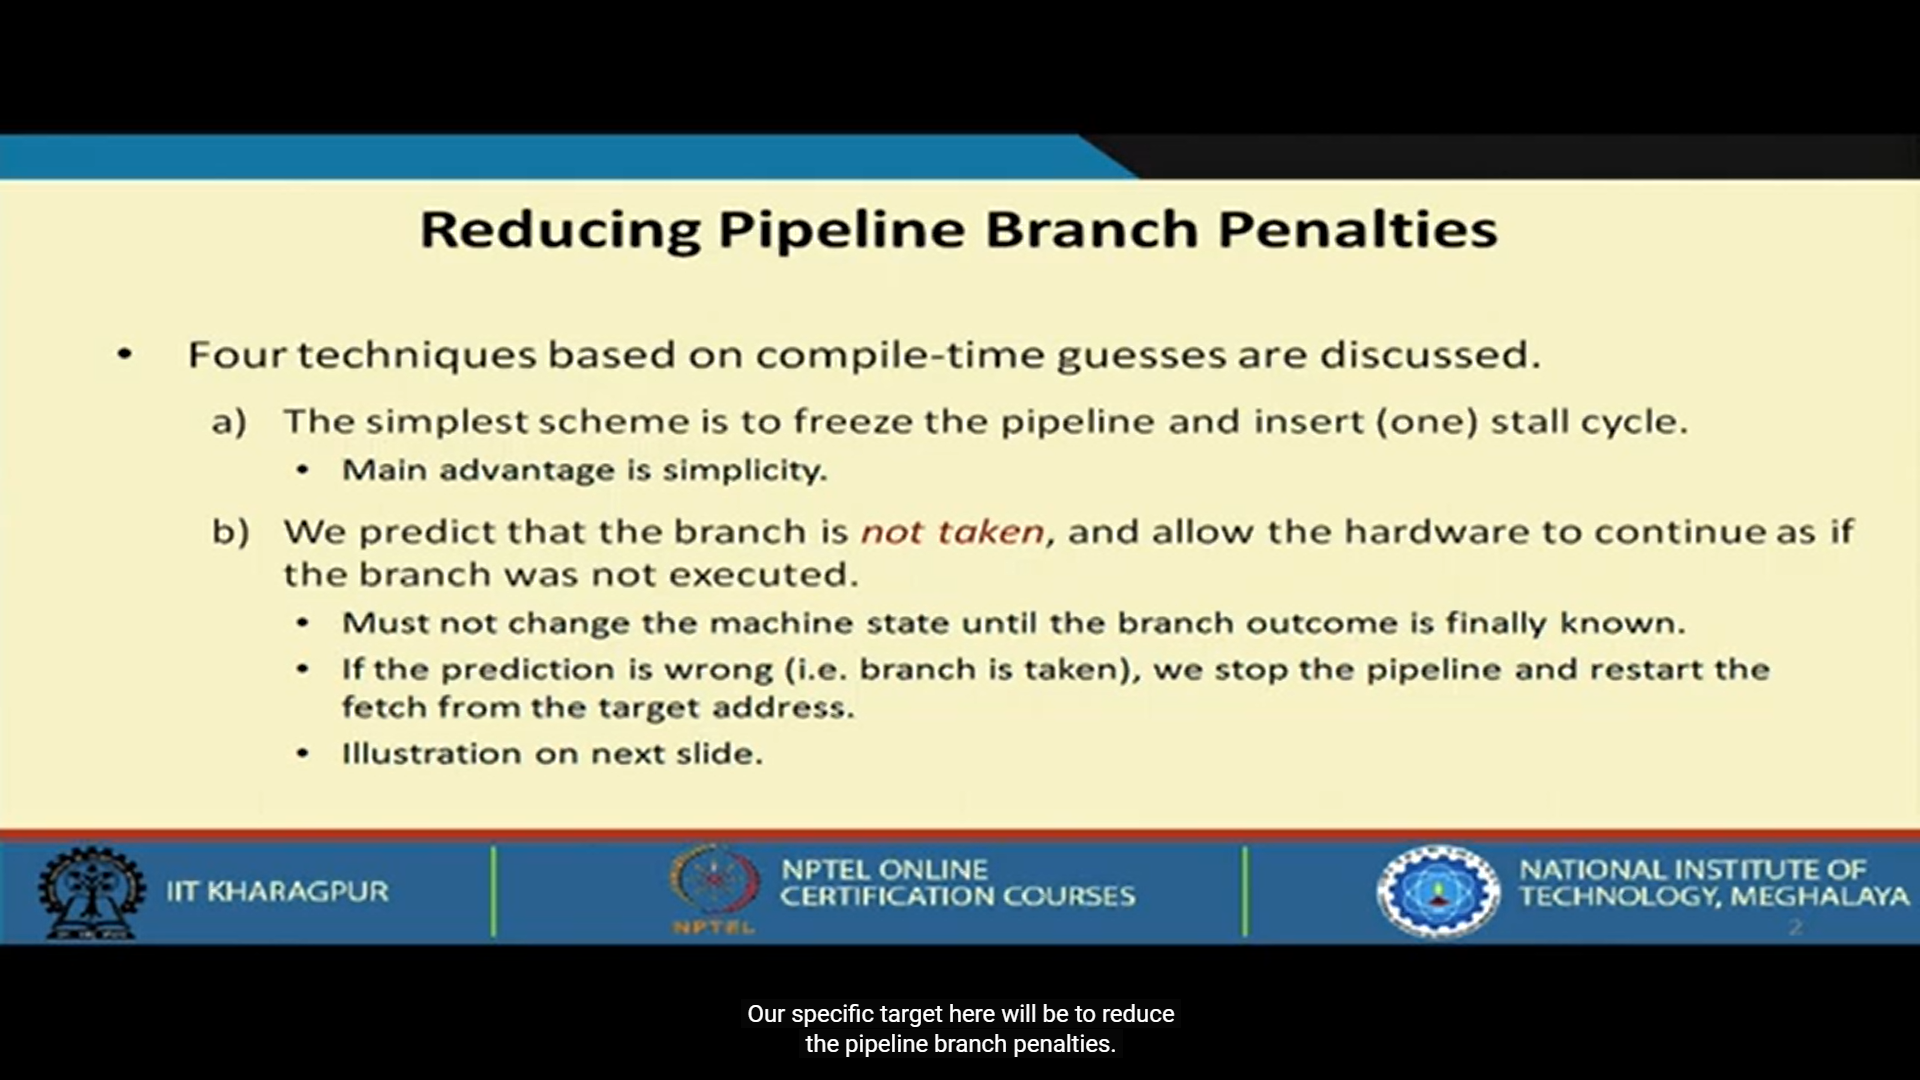 Reducing Pipeline Branch Penalties
• Four techniques based on compile-time guesses are discussed.
a) The simplest scheme is to freeze the pipeline and insert (one) stall cycle.
• Main advantage is simplicity.
b) We predict that the branch is not taken, and allow the hardware to continue as if
the branch was not executed.
• Must not change the machine state until the branch outcome is finally known.
• If the prediction is wrong (i.e. branch is taken), we stop the pipeline and restart the
fetch from the target address.
• Illustration on next slide.
IIT KHARAGPUR
NPTEL
NPTEL ONLINE
CERTIFICATION COURSES
NATIONAL INSTITUTE OF
TECHNOLOGY, MEGHALAYA
2
Our specific target here will be to reduce
the pipeline branch penalties.